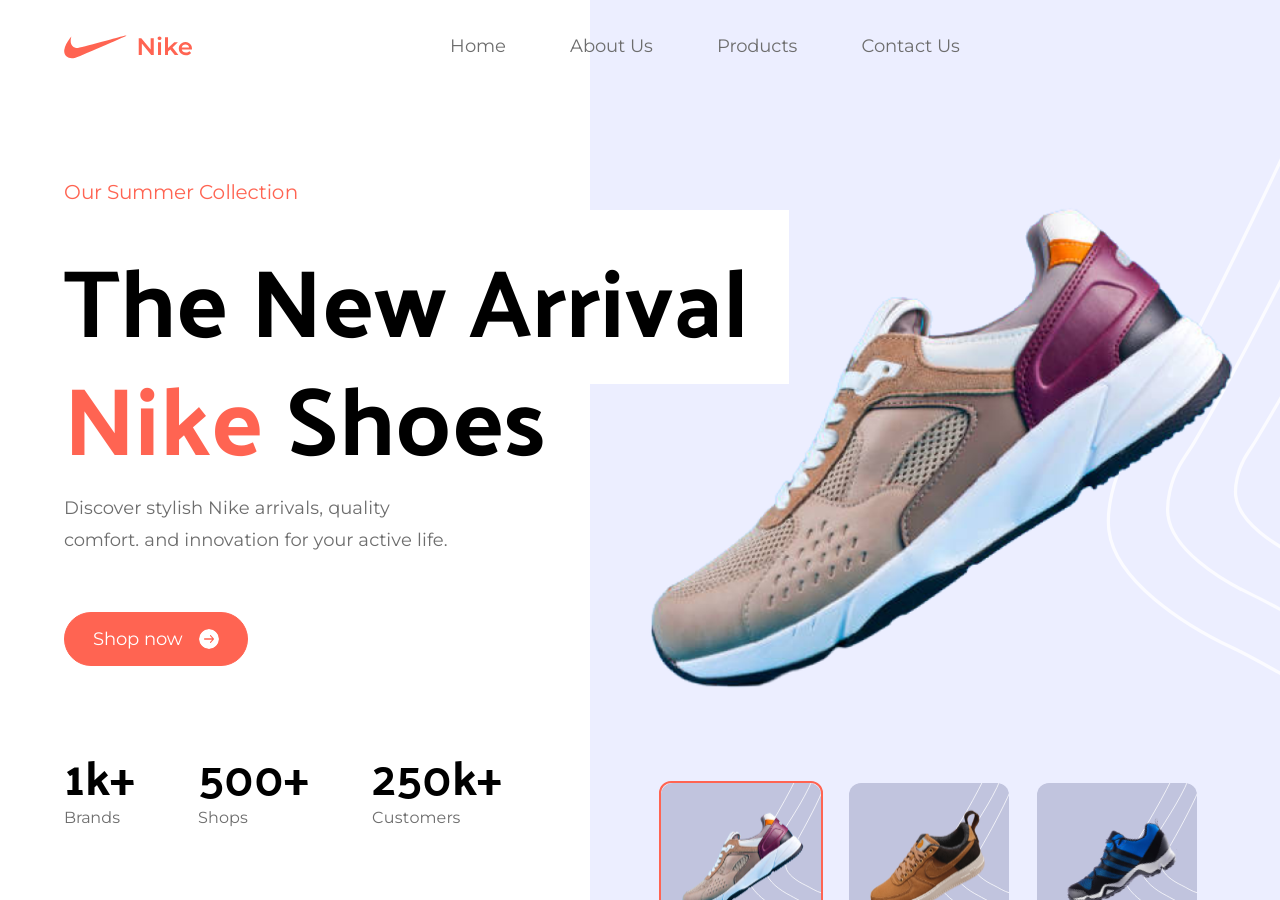 Nike
Home
About Us
Products
Contact Us
Our Summer Collection
The New Arrival
Nike Shoes
Discover stylish Nike arrivals, quality
comfort. and innovation for your active life.
Shop now
1k+
500+
250k+
Brands
Shops
Customers